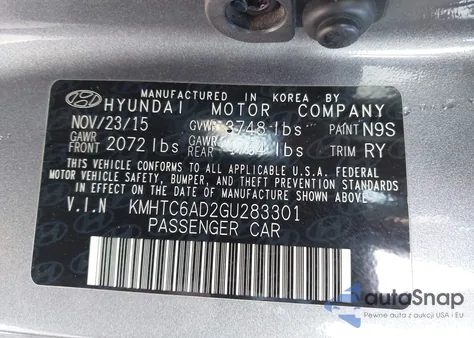 MANUFACTURED IN KOREA BY
HYUNDAI MOTOR COMPANY
NOV/23/15 GVWR 3748 lbs PAINT N9S
GAWR FRONT 2072 lbs GAWR REAR lbs TRIM RY
THIS VEHICLE CONFORMS TO ALL APPLICABLE U.S.A. FEDERAL
MOTOR VEHICLE SAFETY, BUMPER, AND THEFT PREVENTION STANDARDS
IN EFFECT ON THE DATE OF MANUFACTURE SHOWN ABOVE.
V.I.N KMHTC6AD2GU283301
PASSENGER CAR
autoSnap
Pewne auta z aukcji USA i EU